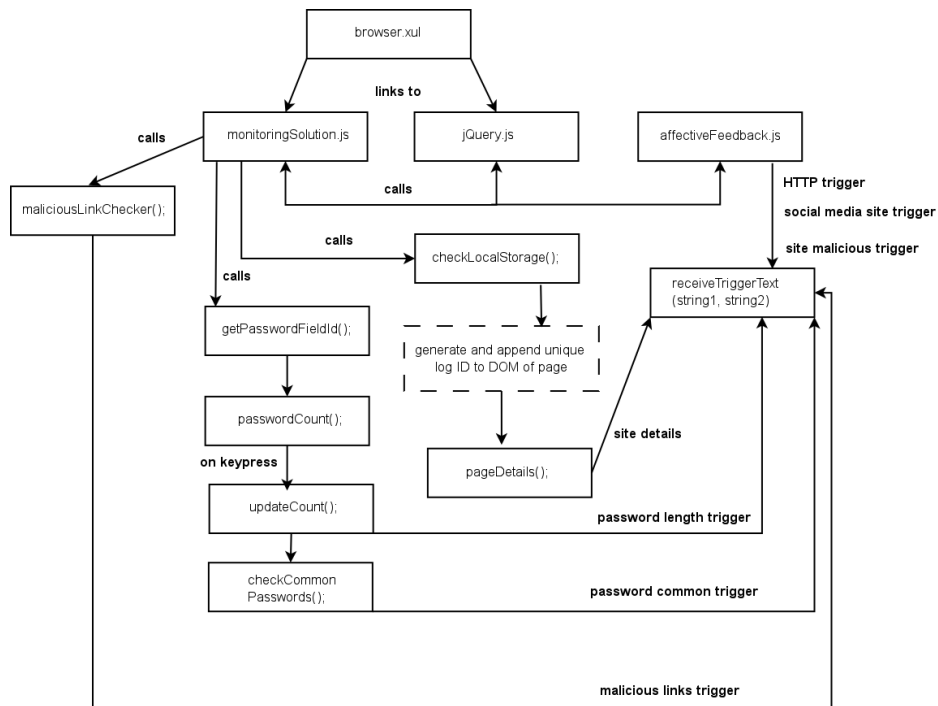 browser.xul
links to
monitoringSolution.js
jQuery.js
affectiveFeedback.js
calls
HTTP trigger
calls
maliciousLinkChecker();
social media site trigger
calls
site malicious trigger
checkLocalStorage();
calls
receiveTriggerText
(string1, string2)
getPasswordFieldId();
generate and append unique
log ID to DOM of page
passwordCount();
site details
on keypress
pageDetails();
updateCount();
password length trigger
checkCommon
Passwords();
password common trigger
malicious links trigger